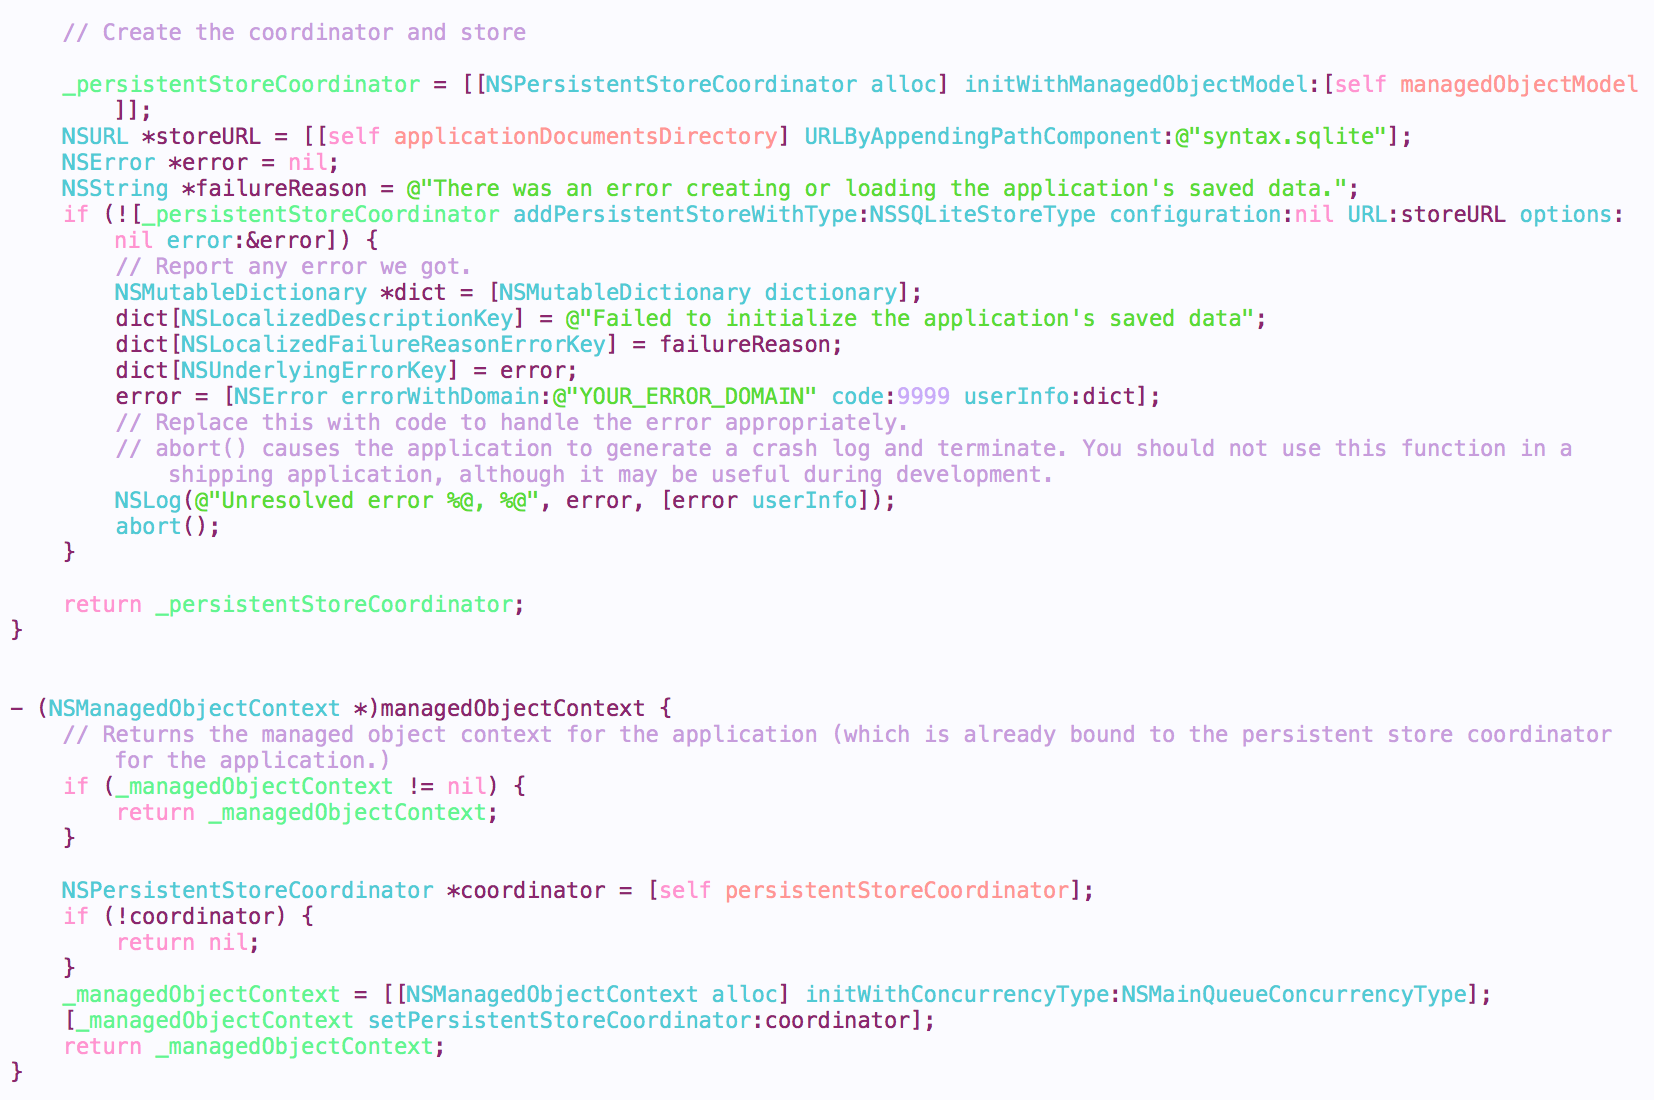 // Create the coordinator and store
_persistentStoreCoordinator = [[NSPersistentStoreCoordinator alloc] initWithManagedObjectModel:[self managedObjectModel
]];
NSURL *storeURL = [[self applicationDocumentsDirectory] URLByAppendingPathComponent:@"syntax.sqlite"];
NSError *error = nil;
NSString *failureReason = @"There was an error creating or loading the application's saved data.";
if (![_persistentStoreCoordinator addPersistentStoreWithType:NSSQLiteStoreType configuration:nil URL:storeURL options:
nil error:&error]) {
// Report any error we got.
NSMutableDictionary *dict = [NSMutableDictionary dictionary];
dict[NSLocalizedDescriptionKey] = @"Failed to initialize the application's saved data";
dict[NSLocalizedFailureReasonErrorKey] = failureReason;
dict[NSUnderlyingErrorKey] = error;
error = [NSError errorWithDomain:@"YOUR_ERROR_DOMAIN" code:9999 userInfo:dict];
// Replace this with code to handle the error appropriately.
// abort() causes the application to generate a crash log and terminate. You should not use this function in a
shipping application, although it may be useful during development.
NSLog(@"Unresolved error %@, %@", error, [error userInfo]);
abort();
}
return _persistentStoreCoordinator;
}
- (NSManagedObjectContext *)managedObjectContext {
// Returns the managed object context for the application (which is already bound to the persistent store coordinator
for the application.)
if (_managedObjectContext != nil) {
return _managedObjectContext;
}
NSPersistentStoreCoordinator *coordinator = [self persistentStoreCoordinator];
if (!coordinator) {
return nil;
}
_managedObjectContext = [[NSManagedObjectContext alloc] initWithConcurrencyType:NSMainQueueConcurrencyType];
[_managedObjectContext setPersistentStoreCoordinator:coordinator];
return _managedObjectContext;
}